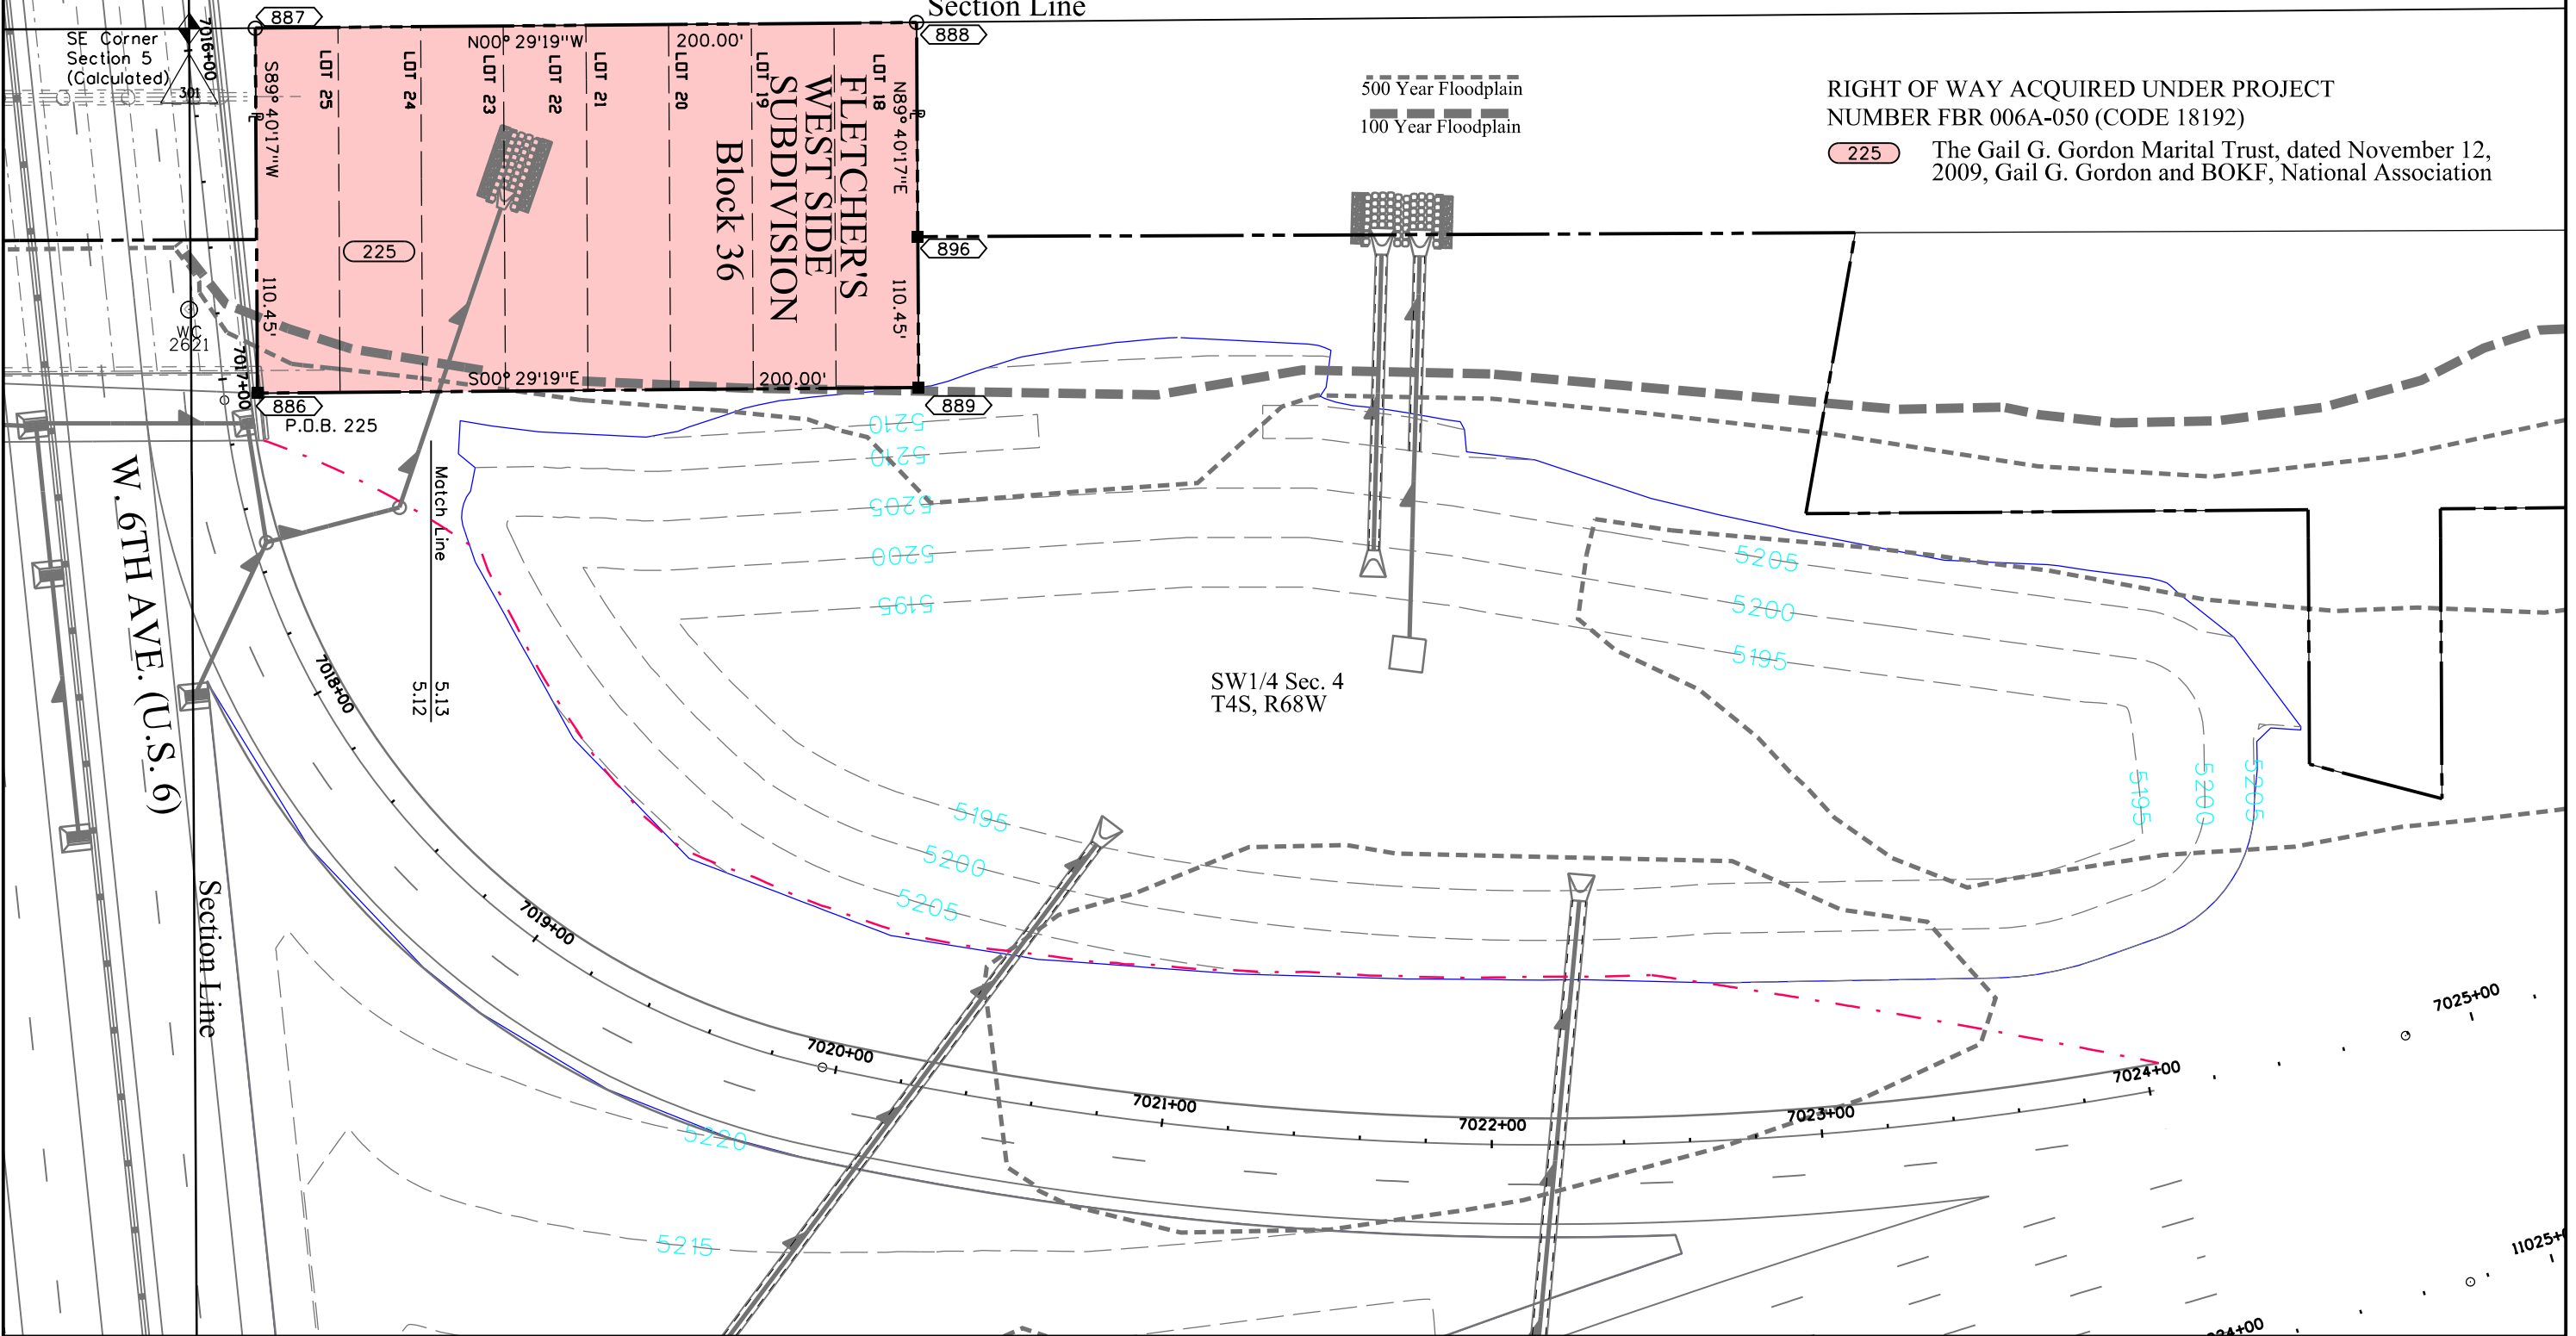 Section Line
887
888
SE Corner
Section 5
(Calculated)
7016+00
301
N00° 29'19"W
200.00'
S89° 40'17"W
110.45'
LOT 25
LOT 24
LOT 23
LOT 22
LOT 21
LOT 20
LOT 19
LOT 18
N89° 40'17"E
110.45'
FLETCHER'S
WEST SIDE
SUBDIVISION
Block 36
225
S00° 29'19"E
200.00'
896
886
889
P.O.B. 225
WC
2621
7017+00
500 Year Floodplain
100 Year Floodplain
RIGHT OF WAY ACQUIRED UNDER PROJECT
NUMBER FBR 006A-050 (CODE 18192)
225
The Gail G. Gordon Marital Trust, dated November 12,
2009, Gail G. Gordon and BOKF, National Association
Match Line
5.13
5.12
W. 6TH AVE. (U.S. 6)
Section Line
5210
5210
5205
5200
5195
5205
5200
5195
SW1/4 Sec. 4
T4S, R68W
5195
5200
5205
5195
5200
5205
7018+00
7019+00
7020+00
7021+00
7022+00
7023+00
7024+00
7025+00
5220
5215